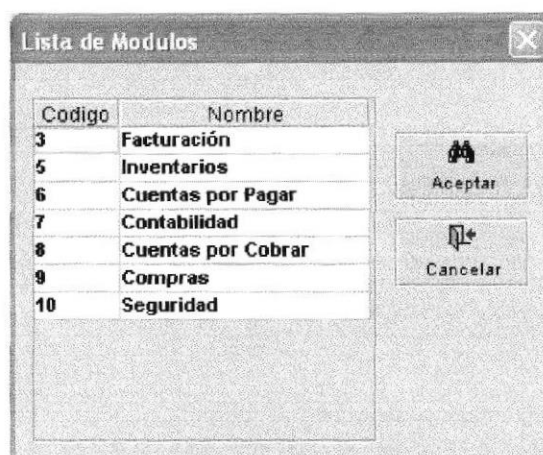 Lista de Modulos
Codigo Nombre
3 Facturación
5 Inventarios
6 Cuentas por Pagar
7 Contabilidad
8 Cuentas por Cobrar
9 Compras
10 Seguridad
Aceptar
Cancelar